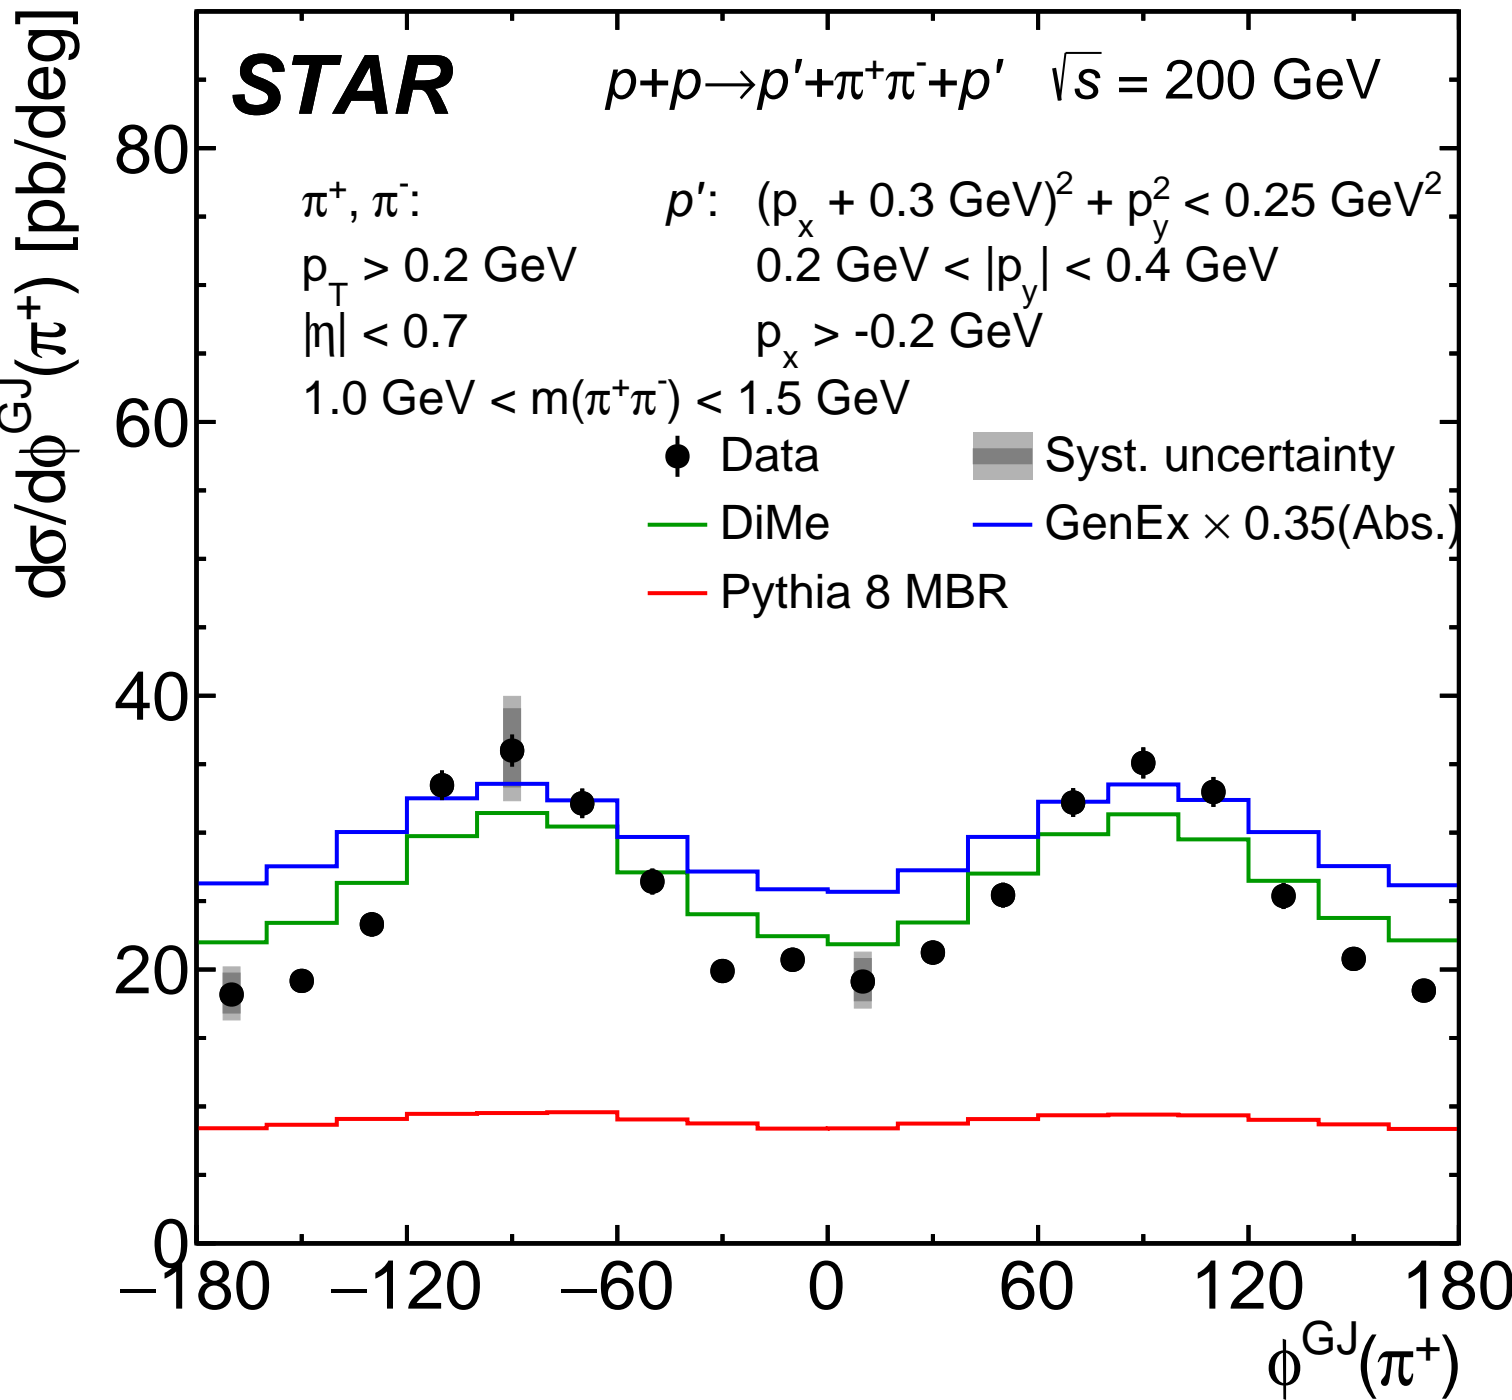 dσ/dϕ^GJ(π⁺) [pb/deg]
STAR p+p→p′+π⁺π⁻+p′ √s = 200 GeV
π⁺, π⁻: p′: (p_x + 0.3 GeV)² + p_y² < 0.25 GeV²
p_T > 0.2 GeV 0.2 GeV < |p_y| < 0.4 GeV
|η| < 0.7 p_x > -0.2 GeV
1.0 GeV < m(π⁺π⁻) < 1.5 GeV
Data Syst. uncertainty
DiMe GenEx × 0.35(Abs.)
Pythia 8 MBR
80
60
40
20
0
−180 −120 −60 0 60 120 180
ϕ^GJ(π⁺)